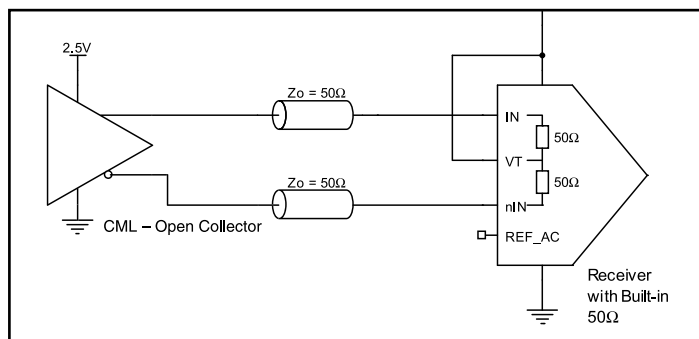 2.5V
Zo = 50Ω
IN
50Ω
VT
Zo = 50Ω
50Ω
nIN
CML – Open Collector
REF_AC
Receiver
with Built-in
50Ω